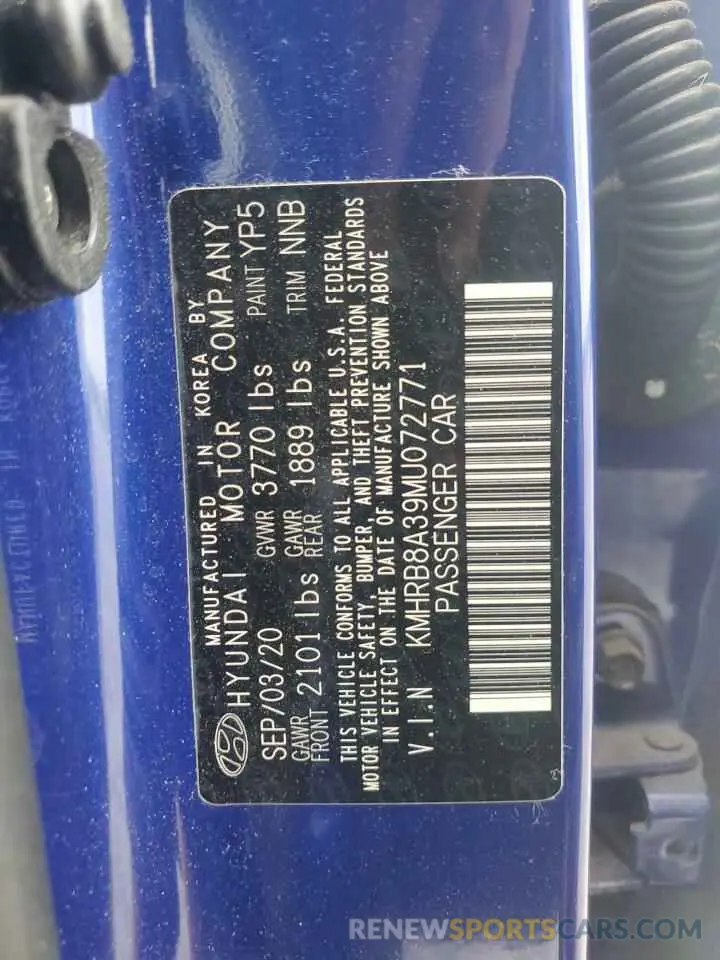 MANUFACTURED IN KOREA BY
HYUNDAI MOTOR COMPANY
SEP/03/20 GVWR 3770 lbs PAINT YP5
GAWR FRONT 2101 lbs GAWR REAR 1889 lbs TRIM NNB
THIS VEHICLE CONFORMS TO ALL APPLICABLE U.S.A. FEDERAL
MOTOR VEHICLE SAFETY, BUMPER, AND THEFT PREVENTION STANDARDS
IN EFFECT ON THE DATE OF MANUFACTURE SHOWN ABOVE
V.I.N KMHRB8A39MU072771
PASSENGER CAR
RENEWSPORTSCARS.COM